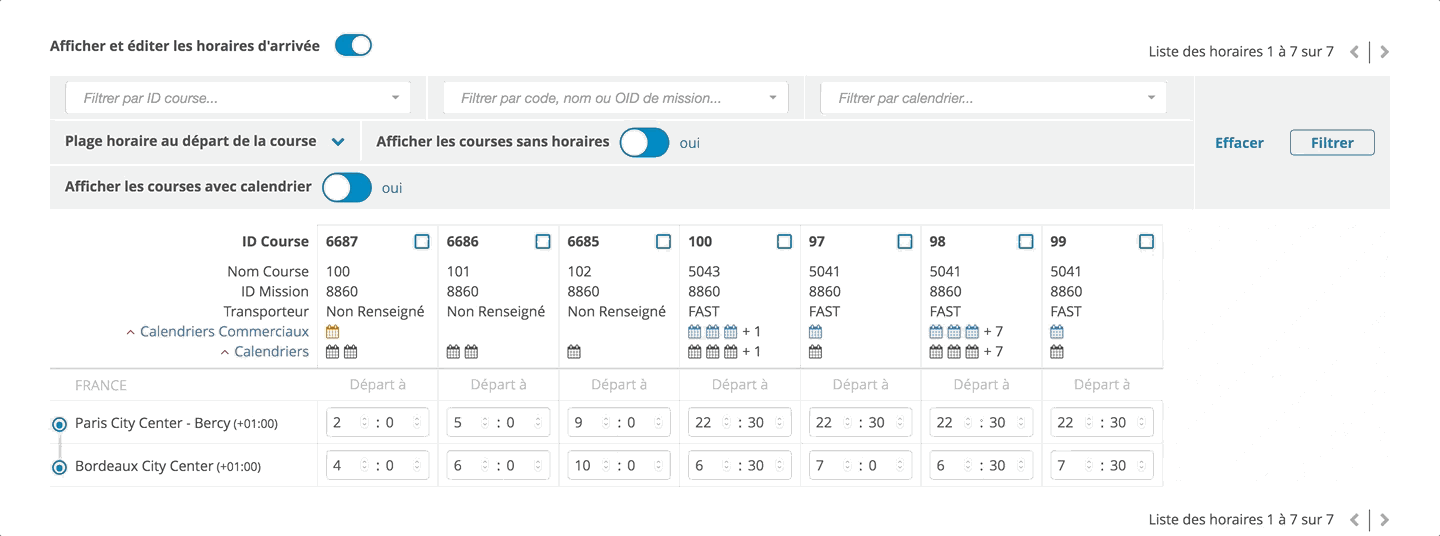 Afficher et éditer les horaires d'arrivée
Liste des horaires 1 à 7 sur 7
Filtrer par ID course... Filtrer par code, nom ou OID de mission... Filtrer par calendrier...
Plage horaire au départ de la course Afficher les courses sans horaires oui Effacer Filtrer
Afficher les courses avec calendrier oui
ID Course 6687 6686 6685 100 97 98 99
Nom Course 100 101 102 5043 5041 5041 5041
ID Mission 8860 8860 8860 8860 8860 8860 8860
Transporteur Non Renseigné Non Renseigné Non Renseigné FAST FAST FAST FAST
Calendriers Commerciaux + 1 + 7
Calendriers + 1 + 7
FRANCE Départ à Départ à Départ à Départ à Départ à Départ à Départ à
Paris City Center - Bercy (+01:00) 2 : 0 5 : 0 9 : 0 22 : 30 22 : 30 22 : 30 22 : 30
Bordeaux City Center (+01:00) 4 : 0 6 : 0 10 : 0 6 : 30 7 : 0 6 : 30 7 : 30
Liste des horaires 1 à 7 sur 7